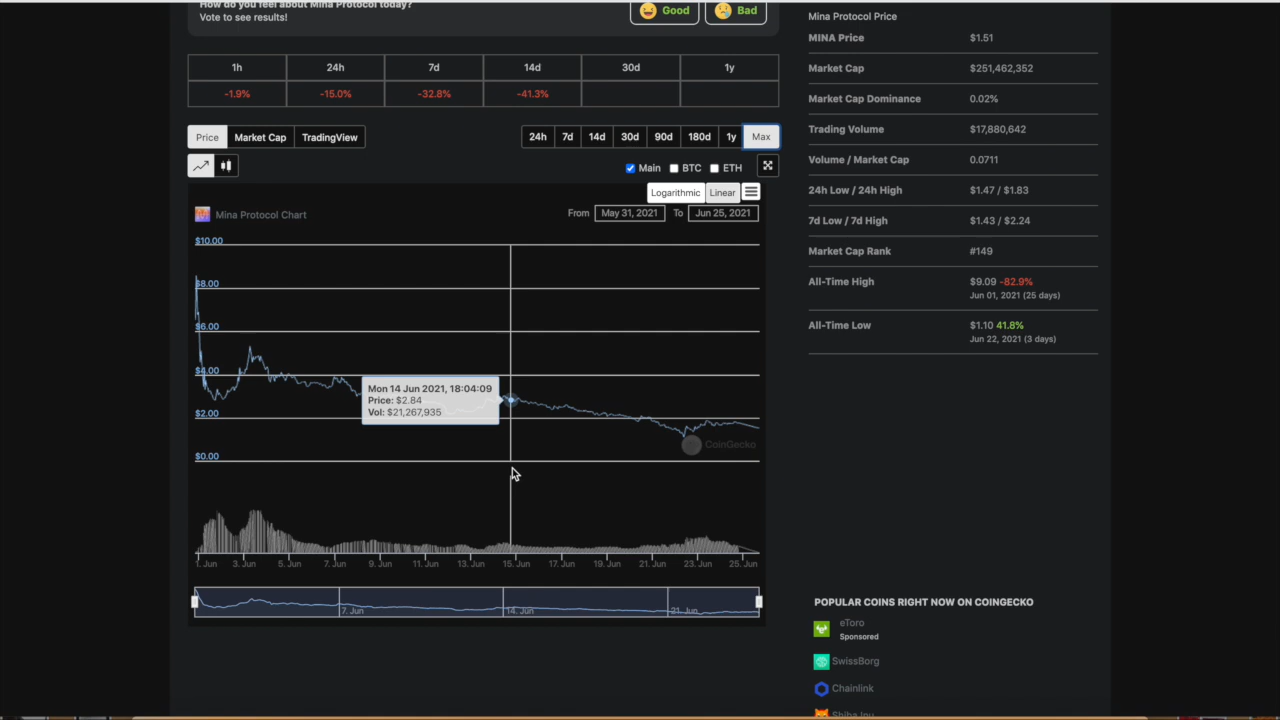 How do you feel about Mina Protocol today?
Vote to see results!
Good Bad
1h 24h 7d 14d 30d 1y
-1.9% -15.0% -32.8% -41.3%
Price Market Cap TradingView
24h 7d 14d 30d 90d 180d 1y Max
Main BTC ETH
Logarithmic Linear
Mina Protocol Chart
From May 31, 2021 To Jun 25, 2021
$10.00
$8.00
$6.00
$4.00
$2.00
$0.00
Mon 14 Jun 2021, 18:04:09
Price: $2.84
Vol: $21,267,935
CoinGecko
1. Jun 3. Jun 5. Jun 7. Jun 9. Jun 11. Jun 13. Jun 15. Jun 17. Jun 19. Jun 21. Jun 23. Jun 25. Jun
7. Jun 14. Jun 21. Jun
Mina Protocol Price
MINA Price $1.51
Market Cap $251,462,352
Market Cap Dominance 0.02%
Trading Volume $17,880,642
Volume / Market Cap 0.0711
24h Low / 24h High $1.47 / $1.83
7d Low / 7d High $1.43 / $2.24
Market Cap Rank #149
All-Time High $9.09 -82.9%
Jun 01, 2021 (25 days)
All-Time Low $1.10 41.8%
Jun 22, 2021 (3 days)
POPULAR COINS RIGHT NOW ON COINGECKO
eToro
Sponsored
SwissBorg
Chainlink
Shiba Inu